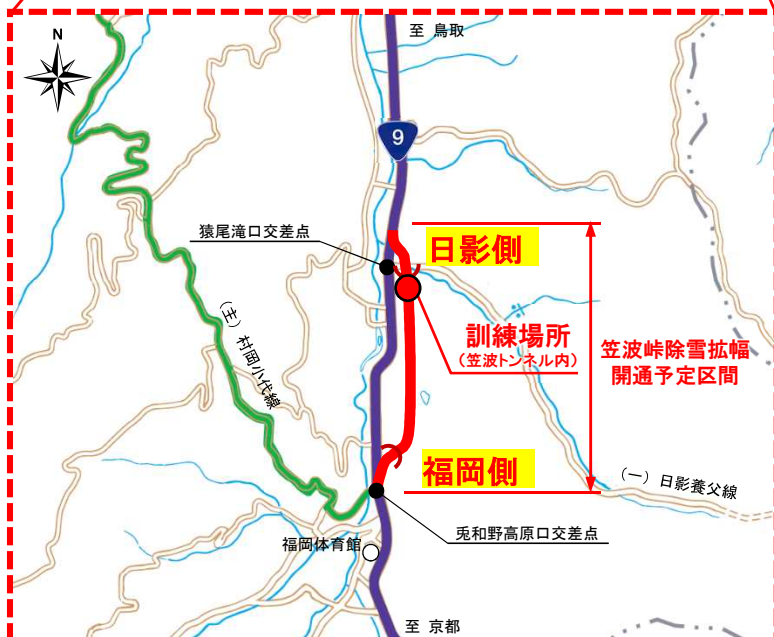 至 鳥取
N
9
猿尾滝口交差点
日影側
訓練場所
(笠波トンネル内)
笠波峠除雪拡幅
開通予定区間
(主) 村岡小代線
福岡側
(一) 日影養父線
兎和野高原口交差点
福岡体育館
至 京都